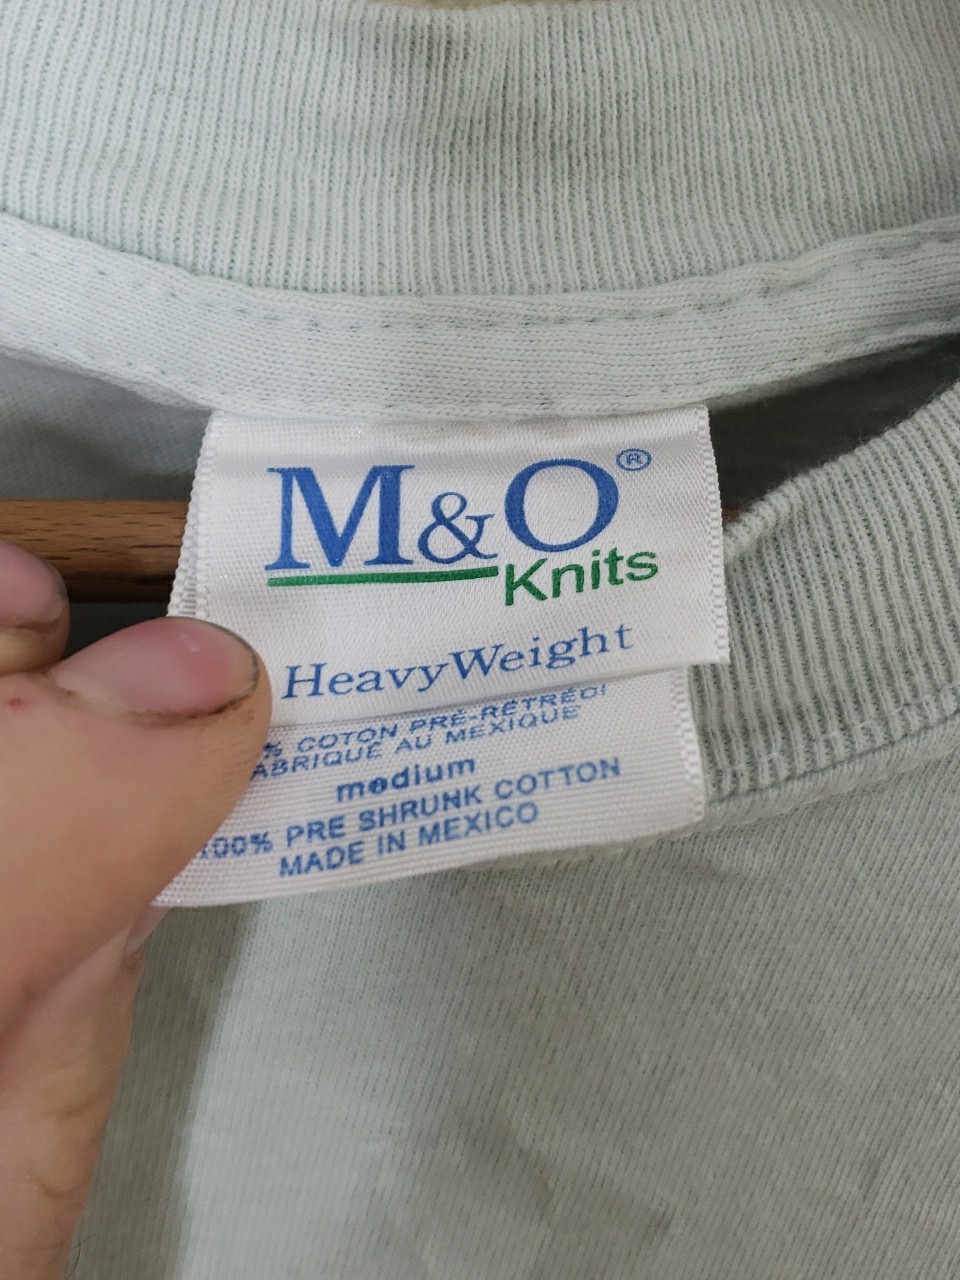 M&O®
Knits
HeavyWeight
% COTON PRÉ-RÉTRÉCI
ABRIQUÉ AU MEXIQUE
medium
100% PRE SHRUNK COTTON
MADE IN MEXICO